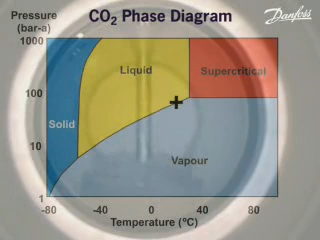 Pressure
(bar-a)
CO₂ Phase Diagram
Danfoss
1000
Liquid
Supercritical
100
Solid
10
Vapour
1
-80 -40 0 40 80
Temperature (°C)